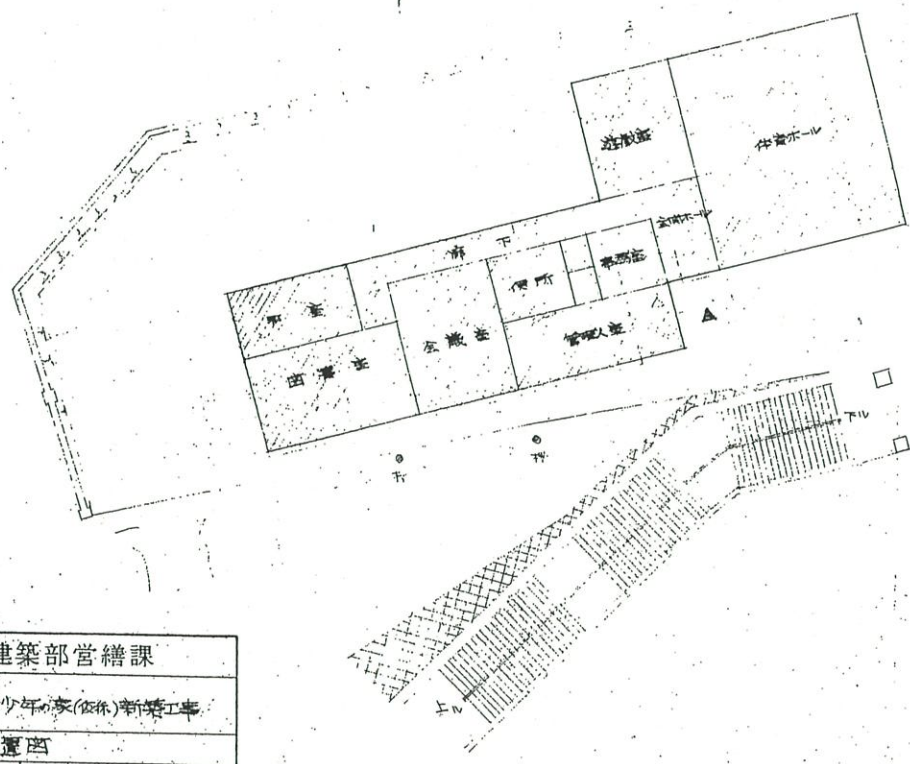 遊戯室
体育ホール
玄関ホール
廊下
便所
事務室
和室
会議室
管理人室
図書室
A
下ル
上ル
建築部営繕課
少年の家(仮称)新築工事
置図